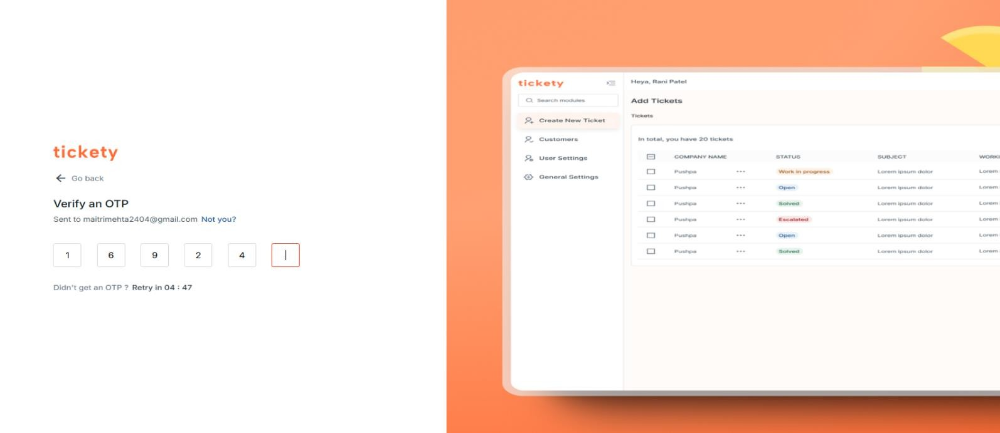 tickety
Go back
Verify an OTP
Sent to maitrimehta2404@gmail.com Not you?
1 6 9 2 4
Didn't get an OTP ? Retry in 04 : 47
tickety
Search modules
Create New Ticket
Customers
User Settings
General Settings
Heya, Rani Patel
Add Tickets
Tickets
In total, you have 20 tickets
COMPANY NAME STATUS SUBJECT WORKI
Pushpa ••• Work in progress Lorem ipsum dolor Lorem
Pushpa ••• Open Lorem ipsum dolor Lorem
Pushpa ••• Solved Lorem ipsum dolor Lorem
Pushpa ••• Escalated Lorem ipsum dolor Lorem
Pushpa ••• Open Lorem ipsum dolor Lorem
Pushpa ••• Solved Lorem ipsum dolor Lorem